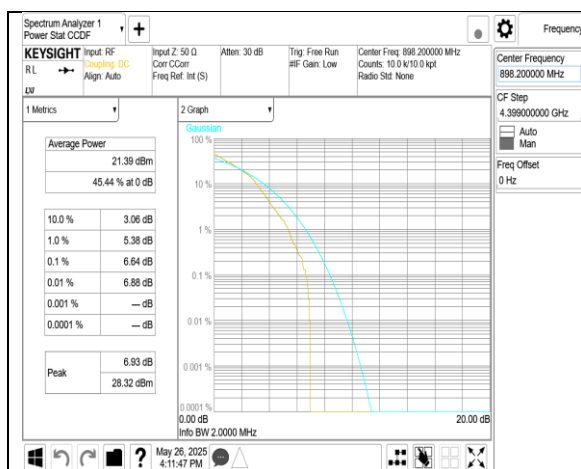 Spectrum Analyzer 1
Power Stat CCDF
Frequency
KEYSIGHT
Input: RF
Coupling: DC
Align: Auto
Input Z: 50 Ω
Corr CCorr
Freq Ref: Int (S)
Atten: 30 dB
Trig: Free Run
#IF Gain: Low
Center Freq: 898.200000 MHz
Counts: 10.0 k/10.0 kpt
Radio Std: None
R L
LXI
Center Frequency
898.200000 MHz
CF Step
4.399000000 GHz
Auto
Man
Freq Offset
0 Hz
1 Metrics
Average Power
21.39 dBm
45.44 % at 0 dB
10.0 % 3.06 dB
1.0 % 5.38 dB
0.1 % 6.64 dB
0.01 % 6.88 dB
0.001 % --- dB
0.0001 % --- dB
Peak
6.93 dB
28.32 dBm
2 Graph
Gaussian
100 %
10 %
1 %
0.1 %
0.01 %
0.001 %
0.0001 %
0.00 dB
20.00 dB
Info BW 2.0000 MHz
May 26, 2025
4:11:47 PM